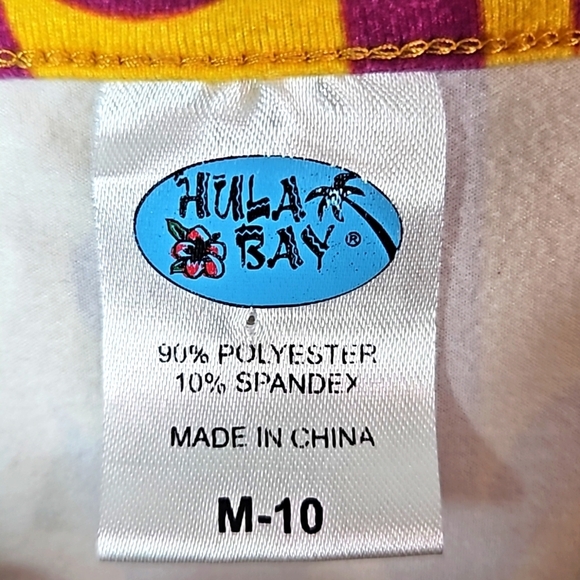 HULA
BAY ®
90% POLYESTER
10% SPANDEX
MADE IN CHINA
M-10